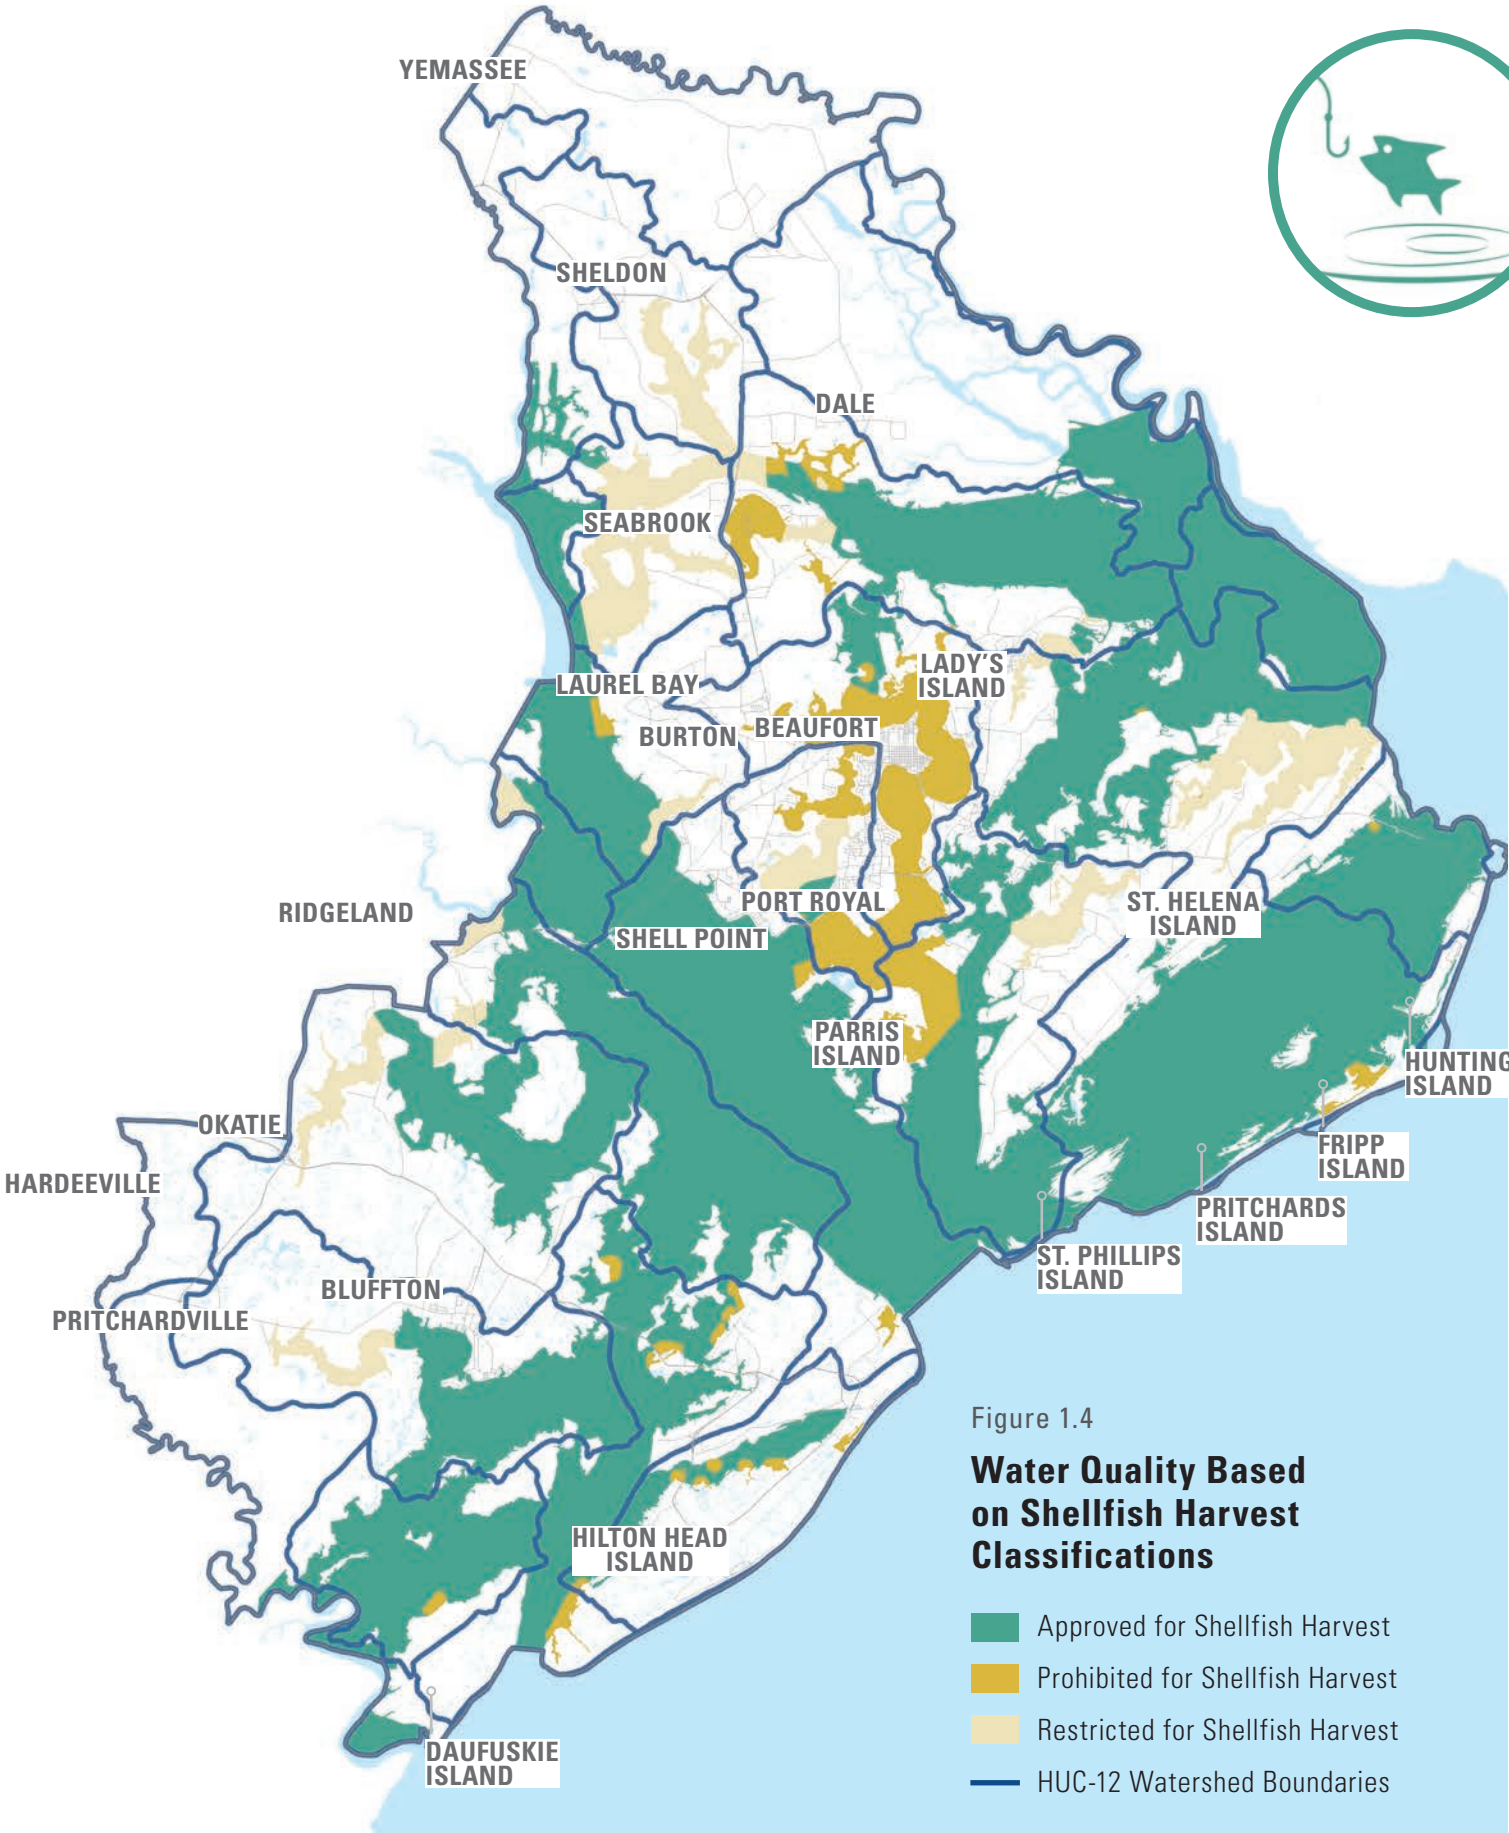 YEMASSEE
SHELDON
DALE
SEABROOK
LADY'S
ISLAND
LAUREL BAY
BURTON
BEAUFORT
RIDGELAND
PORT ROYAL
ST. HELENA
ISLAND
SHELL POINT
PARRIS
ISLAND
HUNTING
ISLAND
OKATIE
FRIPP
ISLAND
HARDEEVILLE
PRITCHARDS
ISLAND
ST. PHILLIPS
ISLAND
BLUFFTON
PRITCHARDVILLE
HILTON HEAD
ISLAND
DAUFUSKIE
ISLAND
Figure 1.4
Water Quality Based
on Shellfish Harvest
Classifications
Approved for Shellfish Harvest
Prohibited for Shellfish Harvest
Restricted for Shellfish Harvest
HUC-12 Watershed Boundaries